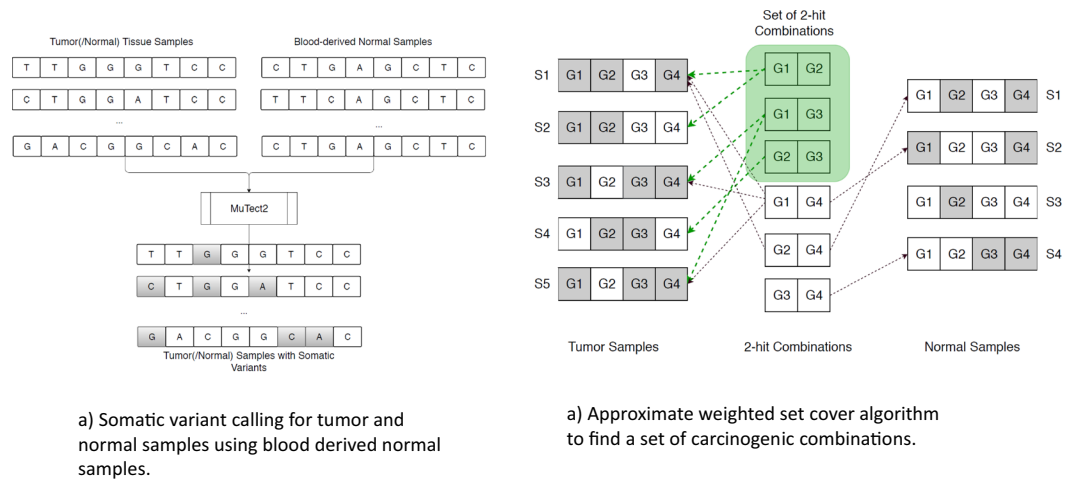 Tumor(/Normal) Tissue Samples
T T G G G T C C
C T G G A T C C
...
G A C G G C A C
Blood-derived Normal Samples
C T G A G C T C
T T C A G C T C
...
C T G A G C T C
MuTect2
T T G G G T C C
C T G G A T C C
...
G A C G G C A C
Tumor(/Normal) Samples with Somatic
Variants
a) Somatic variant calling for tumor and
normal samples using blood derived normal
samples.
Set of 2-hit
Combinations
S1 G1 G2 G3 G4
S2 G1 G2 G3 G4
S3 G1 G2 G3 G4
S4 G1 G2 G3 G4
S5 G1 G2 G3 G4
Tumor Samples
G1 G2
G1 G3
G2 G3
G1 G4
G2 G4
G3 G4
2-hit Combinations
G1 G2 G3 G4 S1
G1 G2 G3 G4 S2
G1 G2 G3 G4 S3
G1 G2 G3 G4 S4
Normal Samples
a) Approximate weighted set cover algorithm
to find a set of carcinogenic combinations.